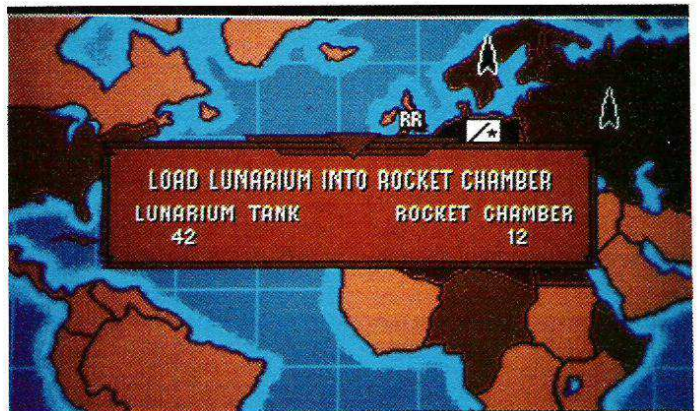 RR
LOAD LUNARIUM INTO ROCKET CHAMBER
LUNARIUM TANK ROCKET CHAMBER
42 12